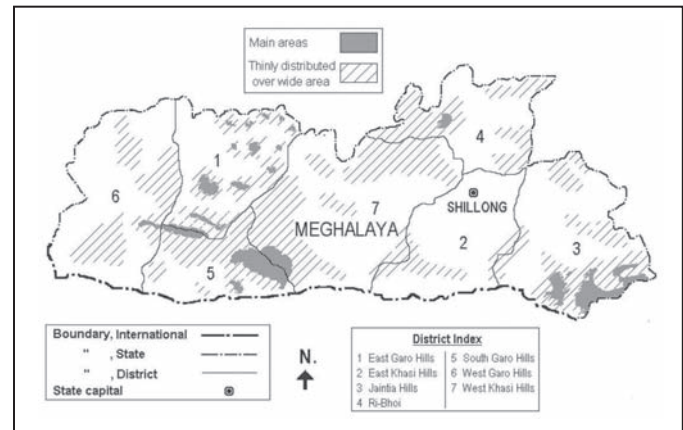 Main areas
Thinly distributed
over wide area
1
4
6
7
SHILLONG
MEGHALAYA
2
3
5
Boundary, International
" , State
" , District
State capital
N.
District Index
1 East Garo Hills
2 East Khasi Hills
3 Jaintia Hills
4 Ri-Bhoi
5 South Garo Hills
6 West Garo Hills
7 West Khasi Hills